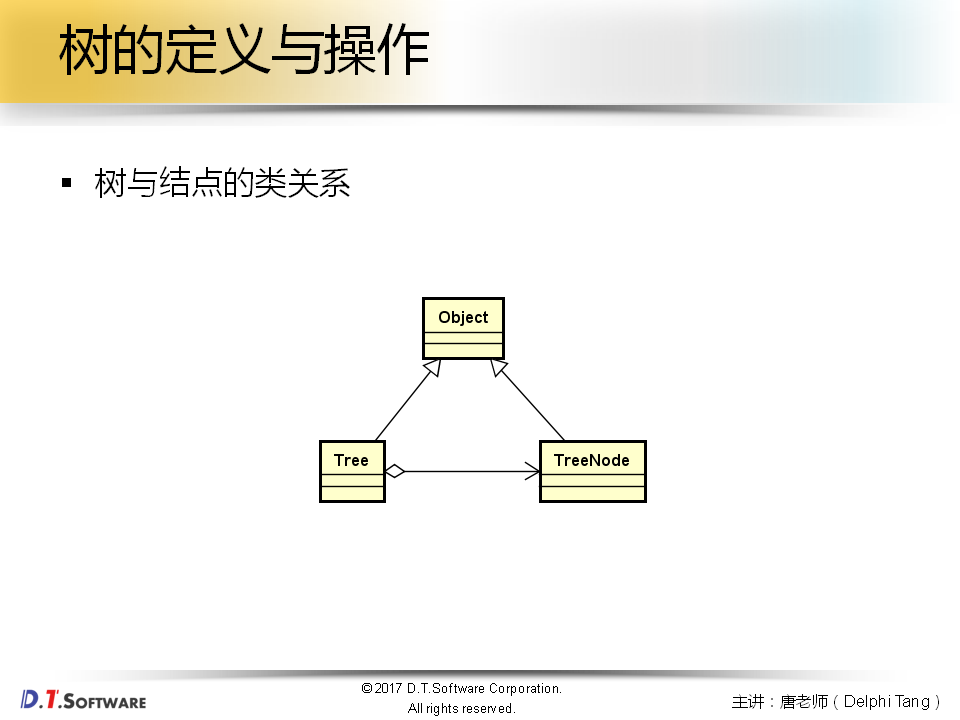 树的定义与操作
▪ 树与结点的类关系
Object
Tree
TreeNode
©2017 D.T.Software Corporation.
All rights reserved.
D.T.SOFTWARE
主讲：唐老师（Delphi Tang）